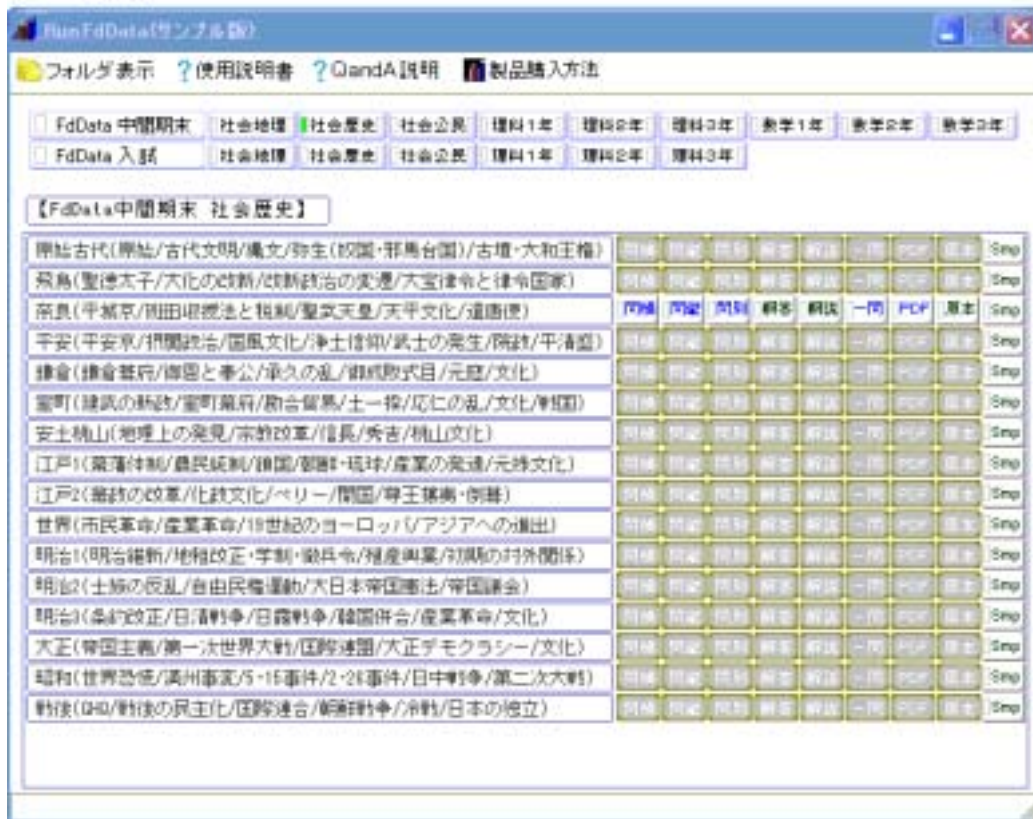 RunFdData(サンプル版)
フォルダ表示 ?使用説明書 ?QandA説明 製品購入方法
FdData 中間期末 社会地理 社会歴史 社会公民 理科1年 理科2年 理科3年 数学1年 数学2年 数学3年
FdData 入試 社会地理 社会歴史 社会公民 理科1年 理科2年 理科3年
【FdData中間期末 社会歴史】
原始古代(原始/古代文明/縄文/弥生(奴国・邪馬台国)/古墳・大和王権) Smp
飛鳥(聖徳太子/大化の改新/改新政治の変遷/大宝律令と律令国家) Smp
奈良(平城京/班田収授法と税制/聖武天皇/天平文化/遣唐使) 問横 問縦 問別 解答 解説 一問 PDF 原本 Smp
平安(平安京/摂関政治/国風文化/浄土信仰/武士の発生/院政/平清盛) Smp
鎌倉(鎌倉幕府/御恩と奉公/承久の乱/御成敗式目/元寇/文化) Smp
室町(建武の新政/室町幕府/勘合貿易/土一揆/応仁の乱/文化/戦国) Smp
安土桃山(地理上の発見/宗教改革/信長/秀吉/桃山文化) Smp
江戸1(幕藩体制/農民統制/鎖国/朝鮮・琉球/産業の発達/元禄文化) Smp
江戸2(幕政の改革/化政文化/ペリー/開国/尊王攘夷・倒幕) Smp
世界(市民革命/産業革命/19世紀のヨーロッパ/アジアへの進出) Smp
明治1(明治維新/地租改正・学制・徴兵令/殖産興業/初期の対外関係) Smp
明治2(士族の反乱/自由民権運動/大日本帝国憲法/帝国議会) Smp
明治3(条約改正/日清戦争/日露戦争/韓国併合/産業革命/文化) Smp
大正(帝国主義/第一次世界大戦/国際連盟/大正デモクラシー/文化) Smp
昭和(世界恐慌/満州事変/5・15事件/2・26事件/日中戦争/第二次大戦) Smp
戦後(GHQ/戦後の民主化/国際連合/朝鮮戦争/冷戦/日本の独立) Smp